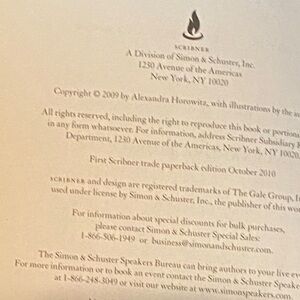 SCRIBNER
A Division of Simon & Schuster, Inc.
1230 Avenue of the Americas
New York, NY 10020
Copyright © 2009 by Alexandra Horowitz, with illustrations by the
All rights reserved, including the right to reproduce this book or
in any form whatsoever. For information, address Scribner Subsidiary
Department, 1230 Avenue of the Americas, New York, NY 10020
First Scribner trade paperback edition October 2010
SCRIBNER and design are registered trademarks of The Gale Group,
used under license by Simon & Schuster, Inc., the publisher of this
For information about special discounts for bulk purchases,
please contact Simon & Schuster Special Sales:
1-866-506-1949 or business@simonandschuster.com.
The Simon & Schuster Speakers Bureau can bring authors to your live
For more information or to book an event contact the Simon & Schuster
at 1-866-248-3049 or visit our website at www.simonspeakers.com.